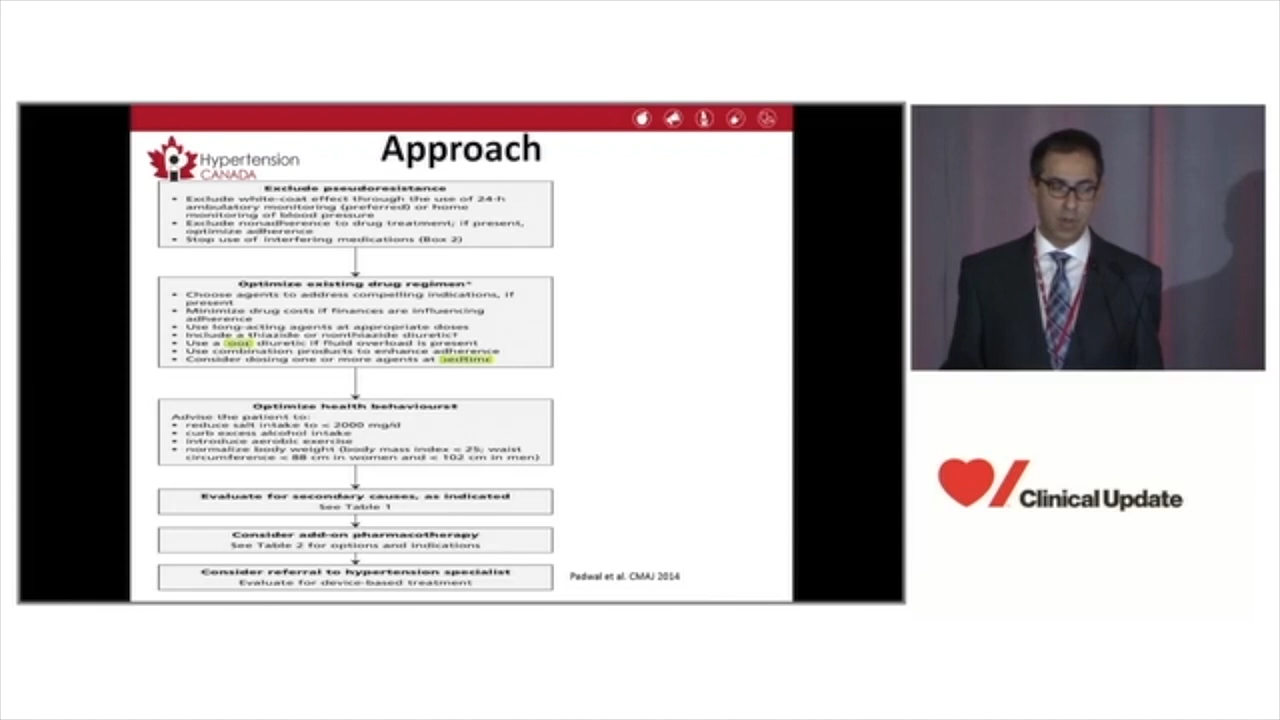 Approach
Hypertension
CANADA
Exclude pseudoresistance
• Exclude white-coat effect through the use of 24-h
ambulatory monitoring (preferred) or home
monitoring of blood pressure
• Exclude nonadherence to drug treatment; if present,
optimize adherence
• Stop use of interfering medications (Box 2)
Optimize existing drug regimen*
• Choose agents to address compelling indications, if
present
• Minimize drug costs if finances are influencing
adherence
• Use long-acting agents at appropriate doses
• Include a thiazide or nonthiazide diuretic†
• Use a diuretic if fluid overload is present
• Use combination products to enhance adherence
• Consider dosing one or more agents at
Optimize health behaviours‡
Advise the patient to:
• reduce salt intake to < 2000 mg/d
• curb excess alcohol intake
• introduce aerobic exercise
• normalize body weight (body mass index < 25; waist
circumference < 88 cm in women and < 102 cm in men)
Evaluate for secondary causes, as indicated
See Table 1
Consider add-on pharmacotherapy
See Table 2 for options and indications
Consider referral to hypertension specialist
Evaluate for device-based treatment
Padwal et al. CMAJ 2014
Clinical Update